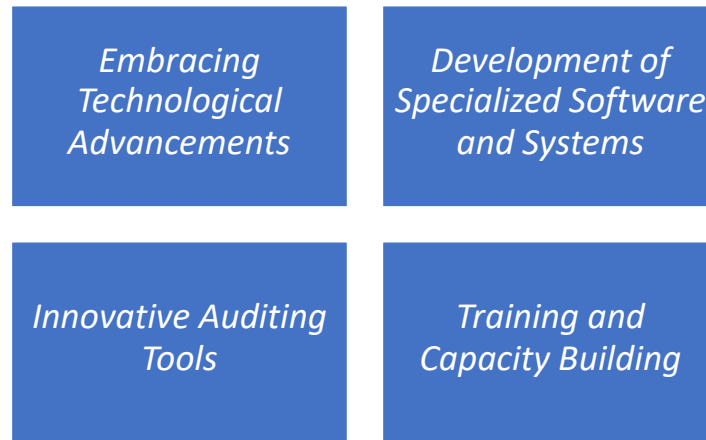 Embracing
Technological
Advancements
Development of
Specialized Software
and Systems
Innovative Auditing
Tools
Training and
Capacity Building